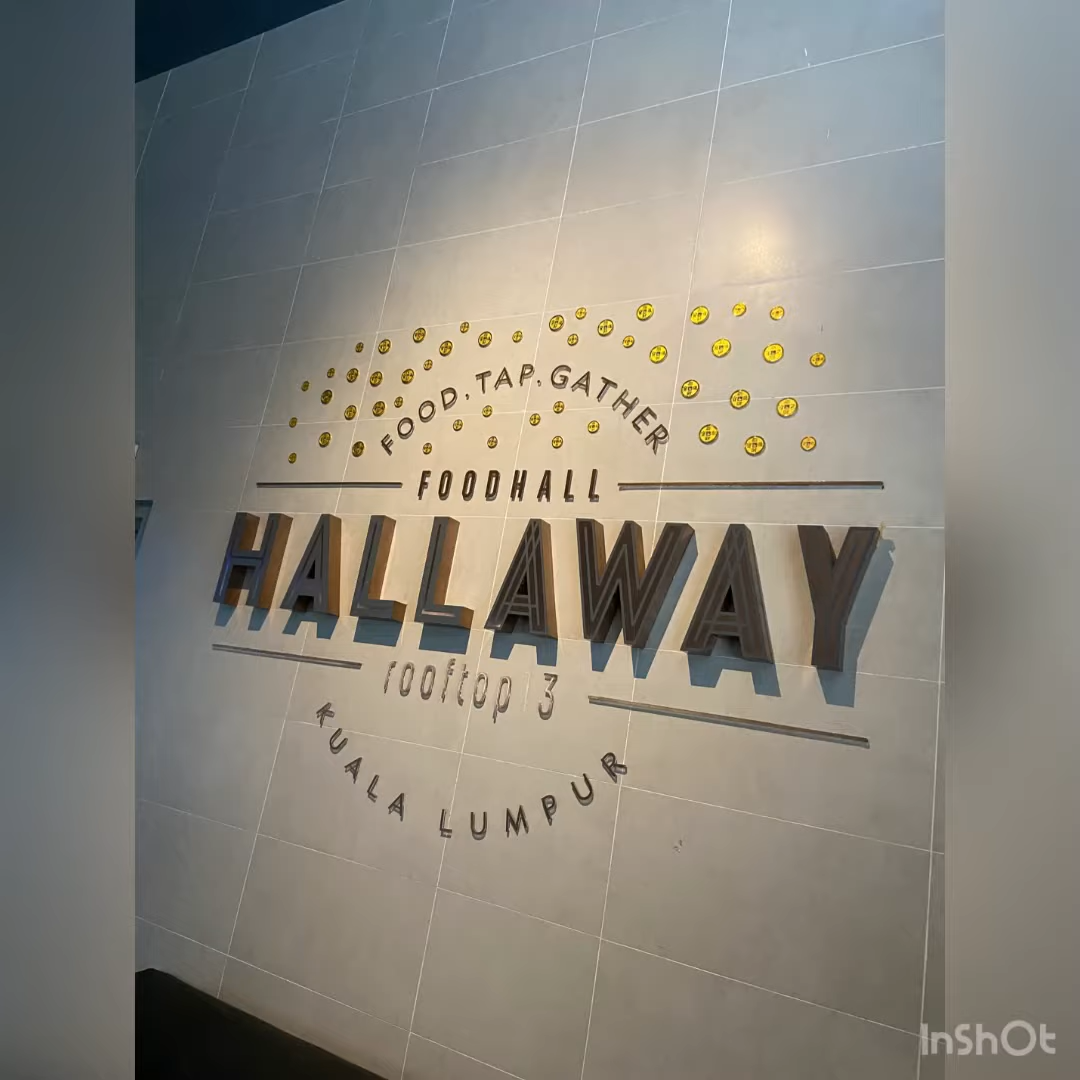 FOOD. TAP. GATHER
FOODHALL
HALLAWAY
rooftop 3
KUALA LUMPUR
InShOt